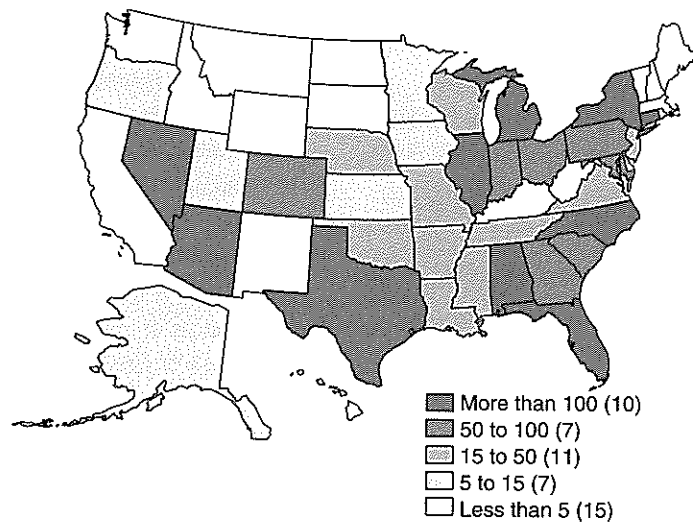 More than 100 (10)
50 to 100 (7)
15 to 50 (11)
5 to 15 (7)
Less than 5 (15)